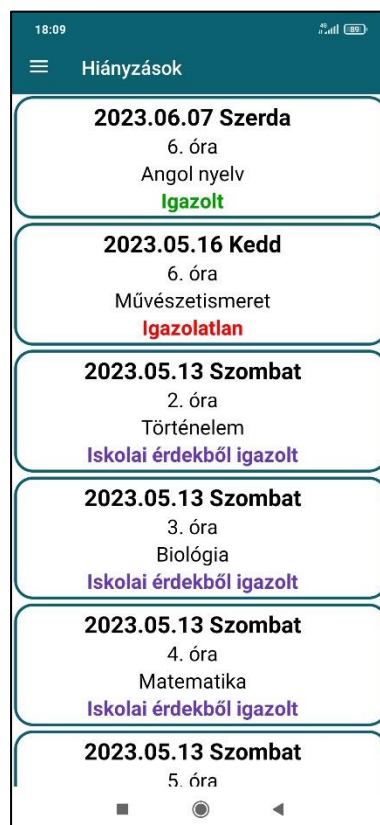 18:09
4G 89
Hiányzások
2023.06.07 Szerda
6. óra
Angol nyelv
Igazolt
2023.05.16 Kedd
6. óra
Művészetismeret
Igazolatlan
2023.05.13 Szombat
2. óra
Történelem
Iskolai érdekből igazolt
2023.05.13 Szombat
3. óra
Biológia
Iskolai érdekből igazolt
2023.05.13 Szombat
4. óra
Matematika
Iskolai érdekből igazolt
2023.05.13 Szombat
5. óra